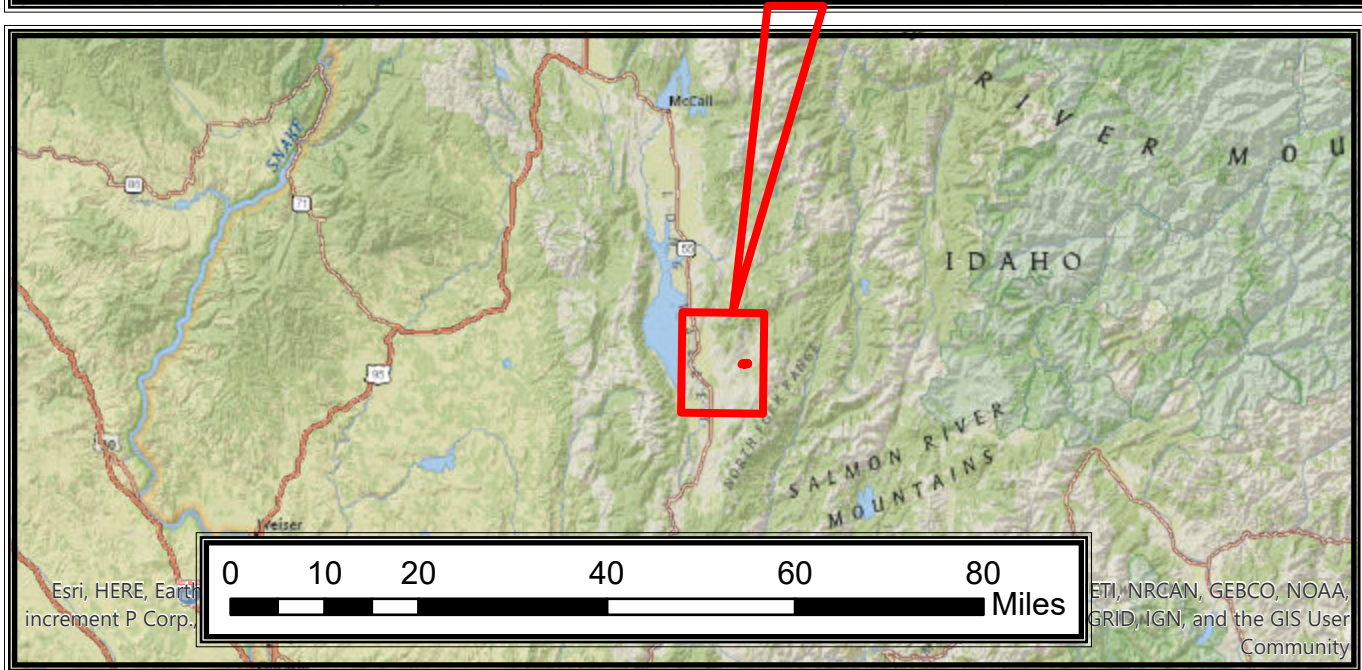 McCall
RIVER MOU
SNAKE
86
71
55
IDAHO
95
NORTH FORK RANGE
SALMON RIVER
MOUNTAINS
Weiser
0 10 20 40 60 80
Miles
Esri, HERE, Earth
increment P Corp.,
ETI, NRCAN, GEBCO, NOAA,
GRID, IGN, and the GIS User
Community